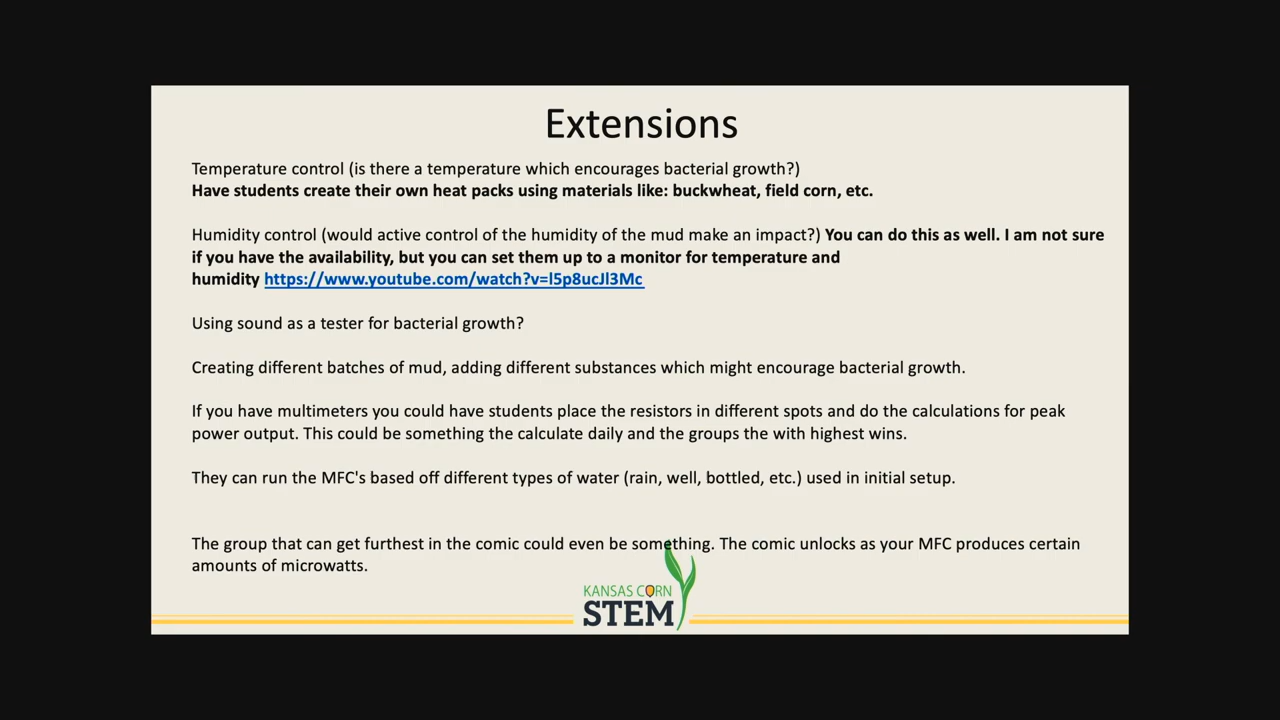 Extensions
Temperature control (is there a temperature which encourages bacterial growth?)
Have students create their own heat packs using materials like: buckwheat, field corn, etc.
Humidity control (would active control of the humidity of the mud make an impact?) You can do this as well. I am not sure
if you have the availability, but you can set them up to a monitor for temperature and
humidity https://www.youtube.com/watch?v=l5p8ucJl3Mc
Using sound as a tester for bacterial growth?
Creating different batches of mud, adding different substances which might encourage bacterial growth.
If you have multimeters you could have students place the resistors in different spots and do the calculations for peak
power output. This could be something the calculate daily and the groups the with highest wins.
They can run the MFC's based off different types of water (rain, well, bottled, etc.) used in initial setup.
The group that can get furthest in the comic could even be something. The comic unlocks as your MFC produces certain
amounts of microwatts.
KANSAS CORN
STEM